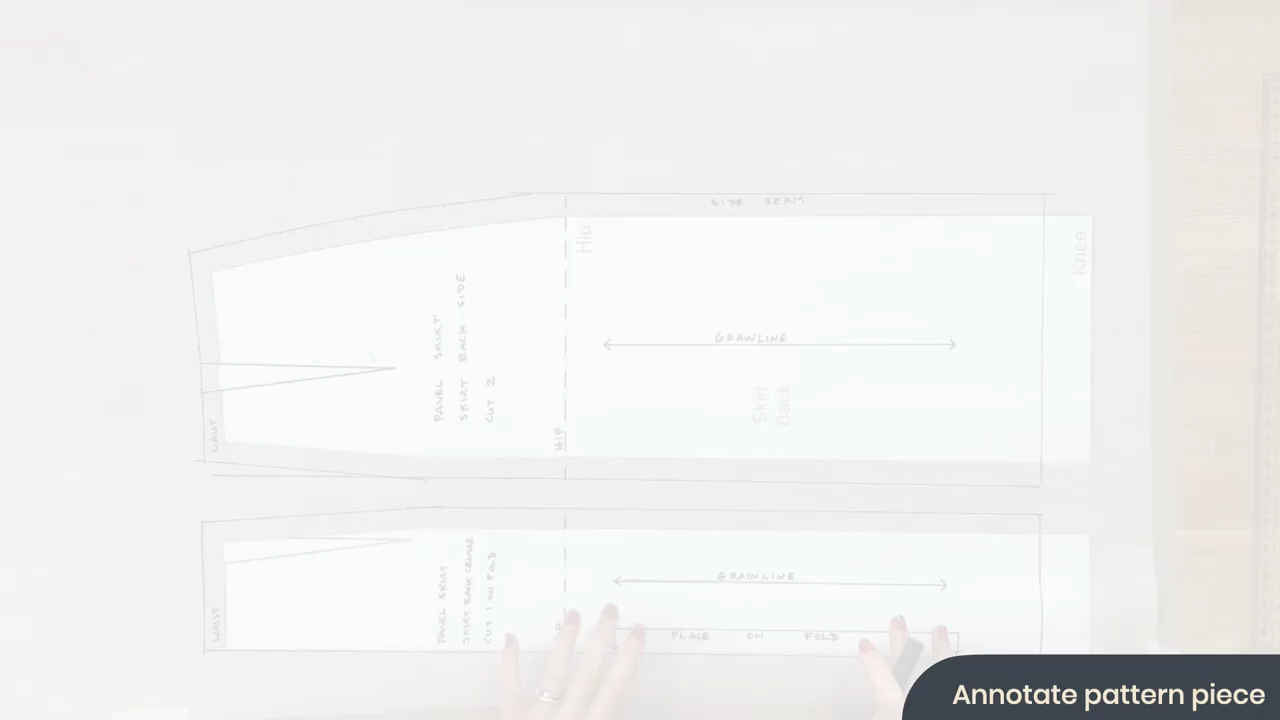 SIDE SEAM
Hip
Knee
PANEL SKIRT
SKIRT BACK SIDE
CUT 2
GRAINLINE
Skirt
Back
HIP
PANEL SKIRT
SKIRT BACK CENTRE
CUT 1 ON FOLD
GRAINLINE
WAIST
PLACE ON FOLD
Annotate pattern piece